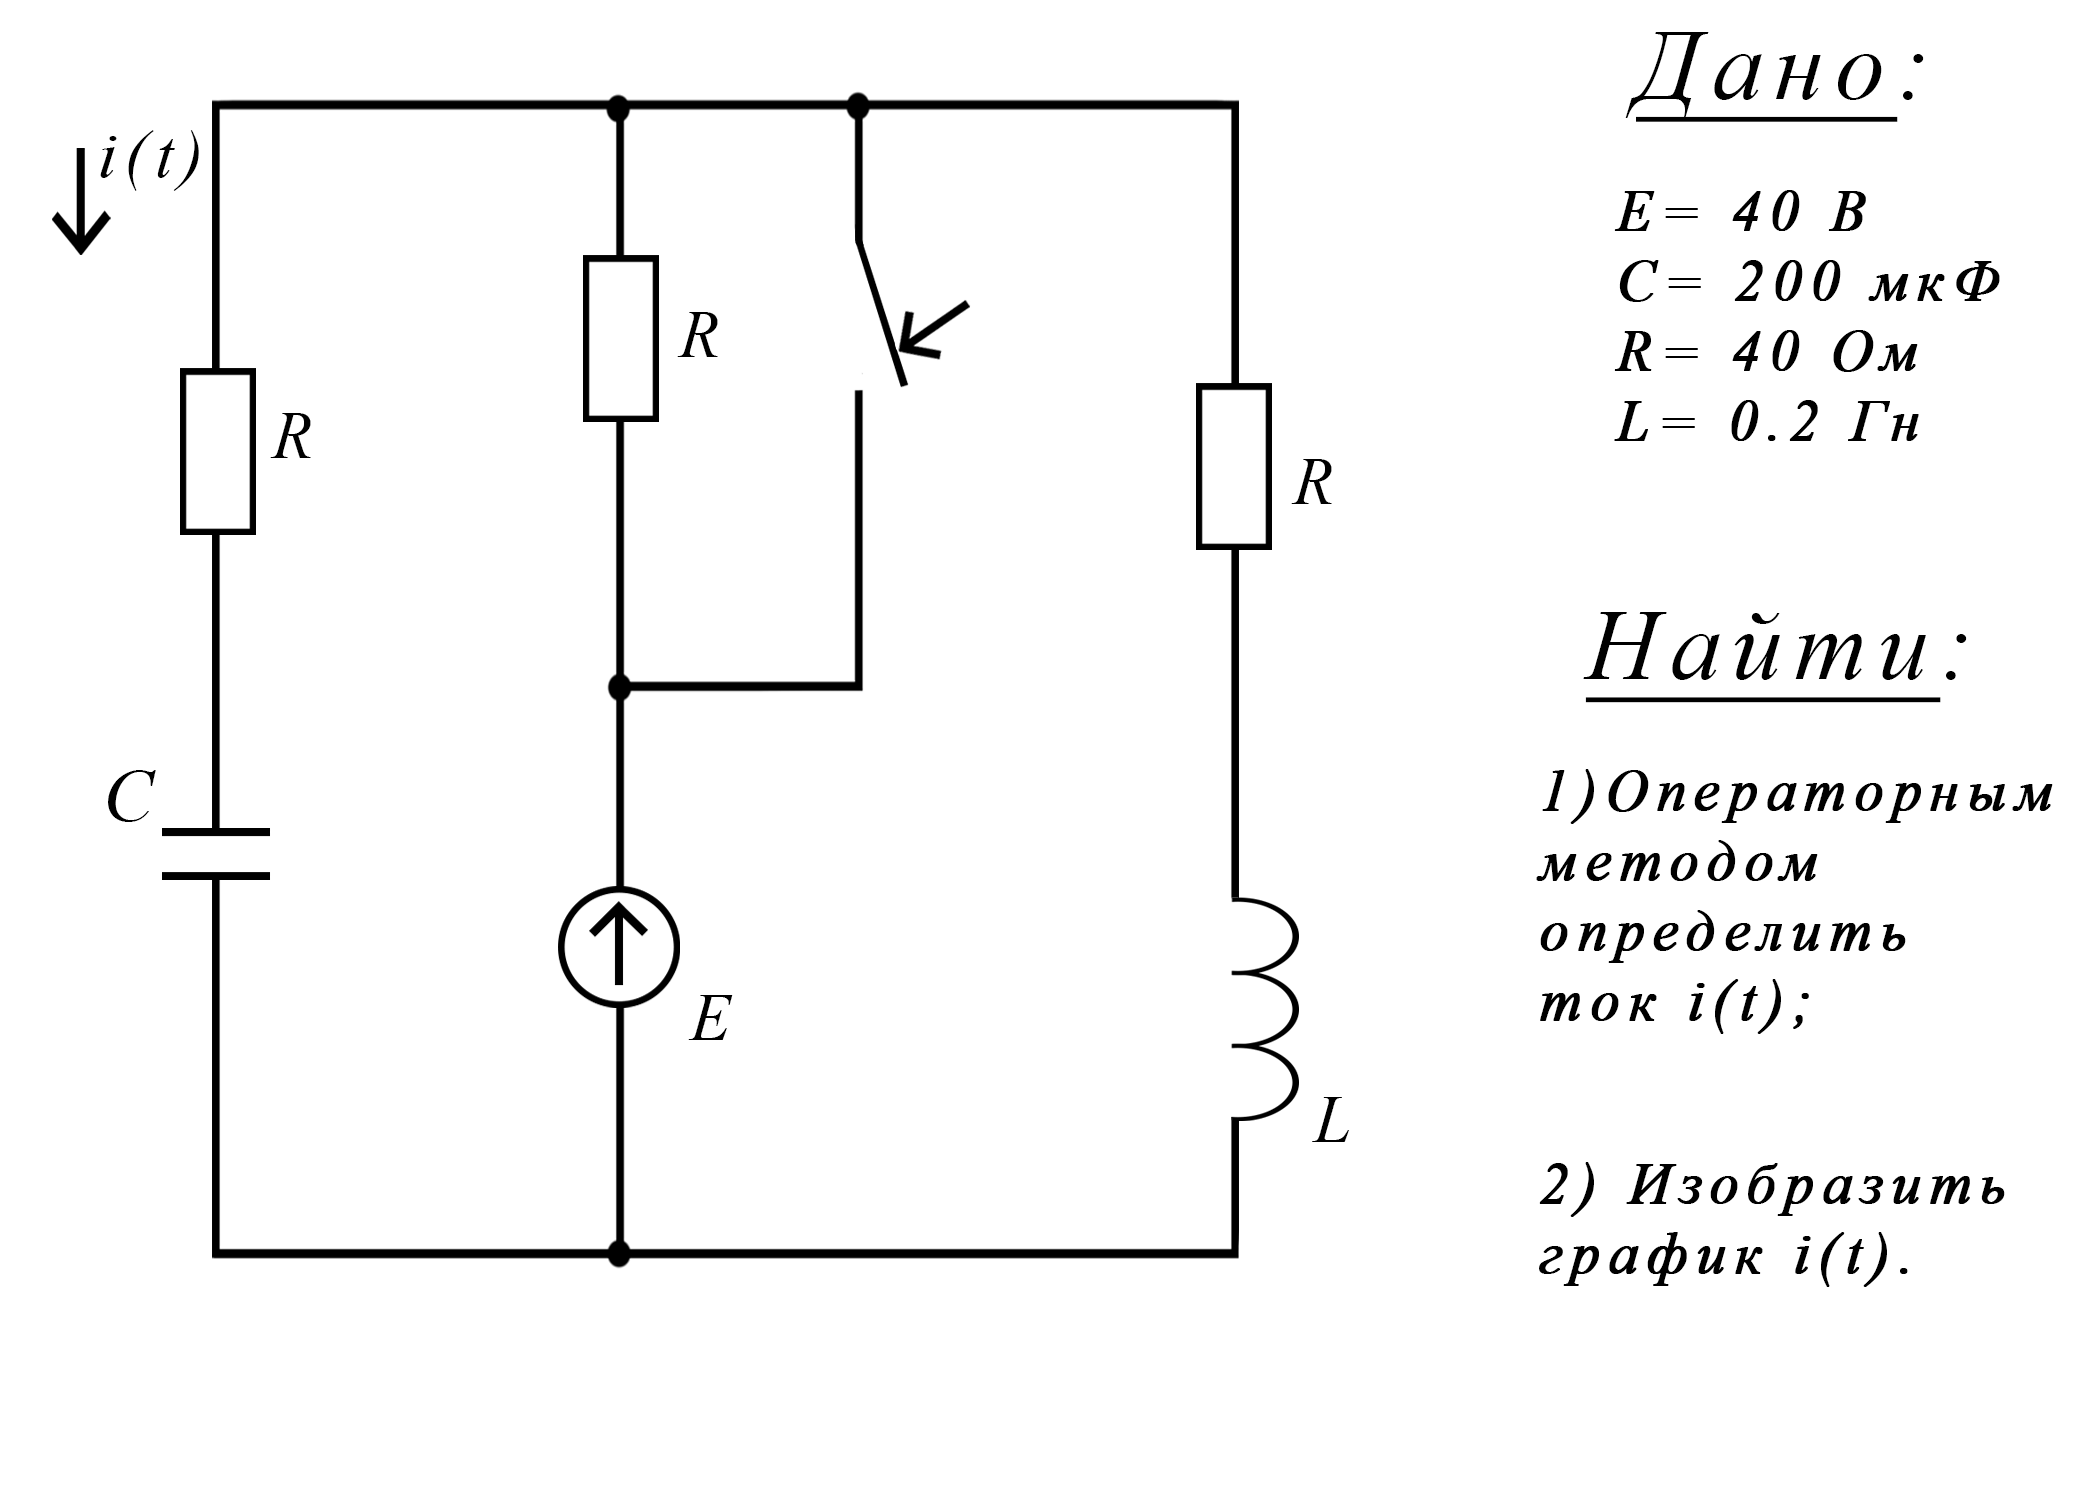 Дано:
i(t)
E= 40 В
C= 200 мкФ
R= 40 Ом
L= 0.2 Гн
R
R
R
Найти:
C
1)Операторным
методом
определить
ток i(t);
E
L
2) Изобразить
график i(t).